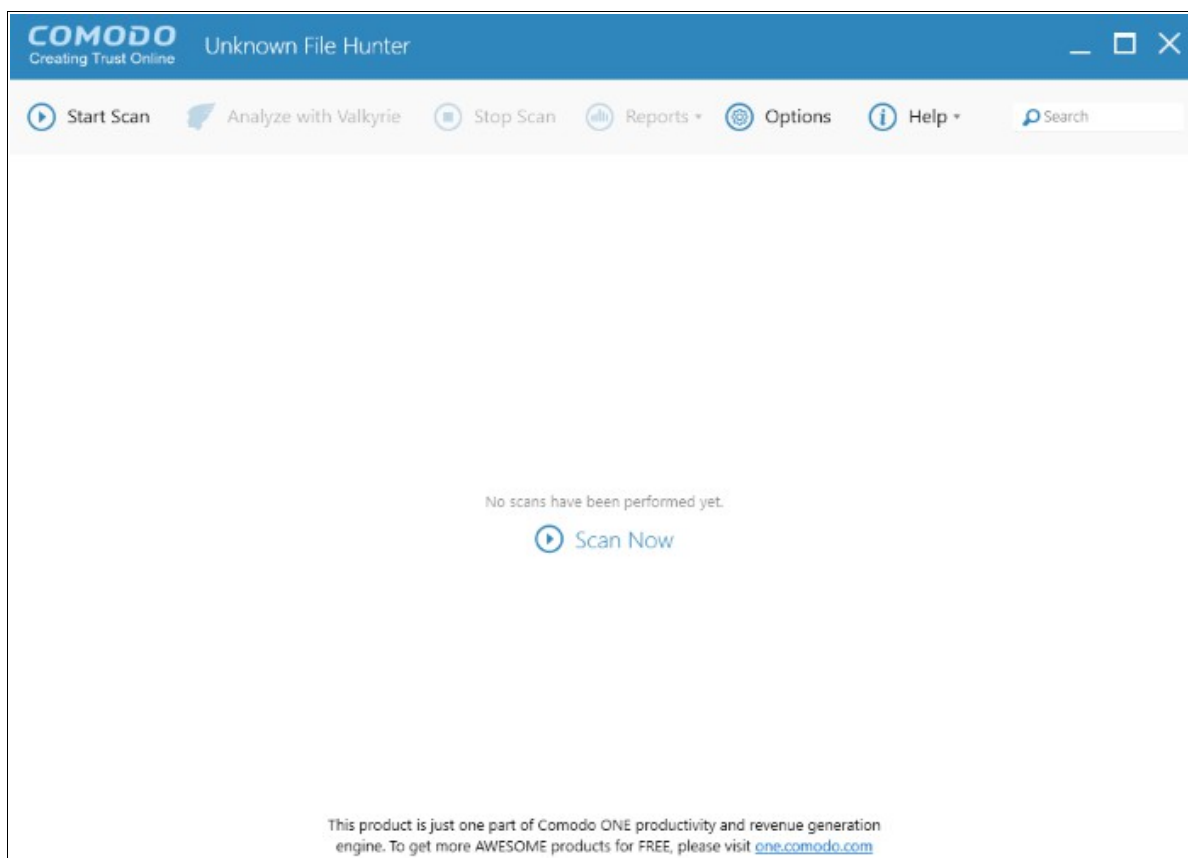 COMODO
Creating Trust Online
Unknown File Hunter
Start Scan
Analyze with Valkyrie
Stop Scan
Reports
Options
Help
Search
No scans have been performed yet.
Scan Now
This product is just one part of Comodo ONE productivity and revenue generation
engine. To get more AWESOME products for FREE, please visit one.comodo.com